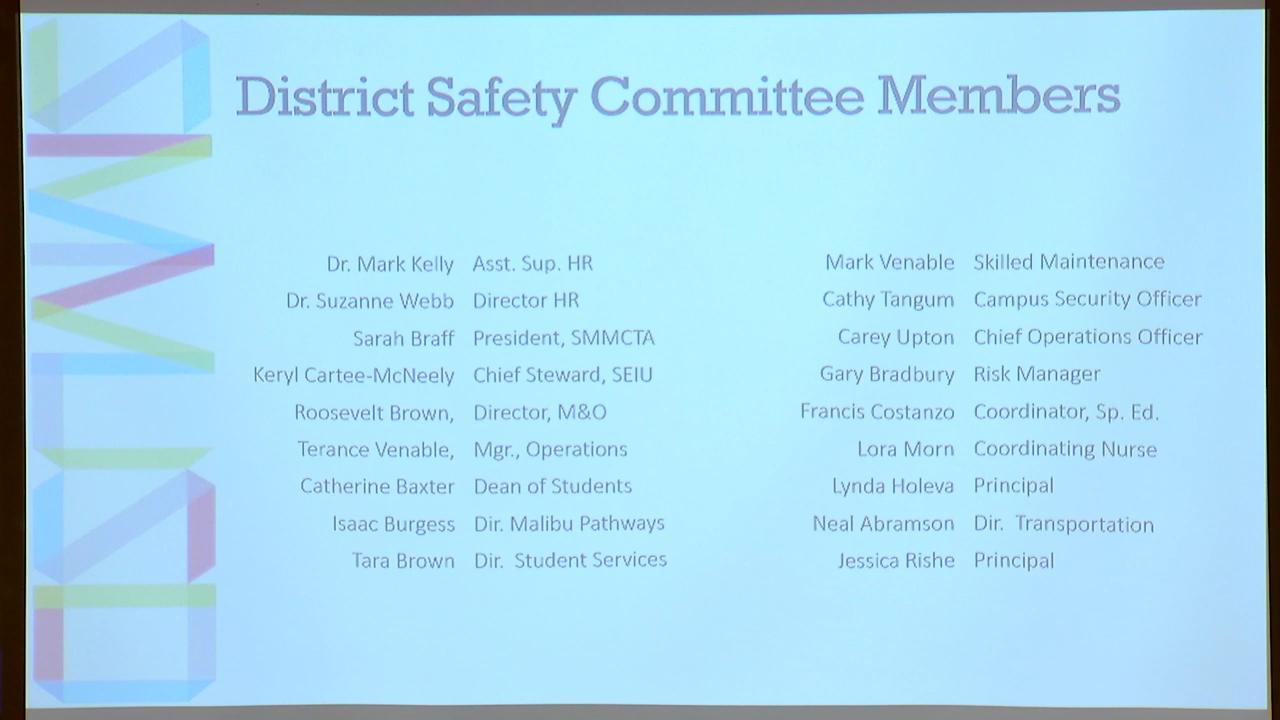 SMMUSD
District Safety Committee Members
Dr. Mark Kelly Asst. Sup. HR
Dr. Suzanne Webb Director HR
Sarah Braff President, SMMCTA
Keryl Cartee-McNeely Chief Steward, SEIU
Roosevelt Brown, Director, M&O
Terance Venable, Mgr., Operations
Catherine Baxter Dean of Students
Isaac Burgess Dir. Malibu Pathways
Tara Brown Dir. Student Services
Mark Venable Skilled Maintenance
Cathy Tangum Campus Security Officer
Carey Upton Chief Operations Officer
Gary Bradbury Risk Manager
Francis Costanzo Coordinator, Sp. Ed.
Lora Morn Coordinating Nurse
Lynda Holeva Principal
Neal Abramson Dir. Transportation
Jessica Rishe Principal